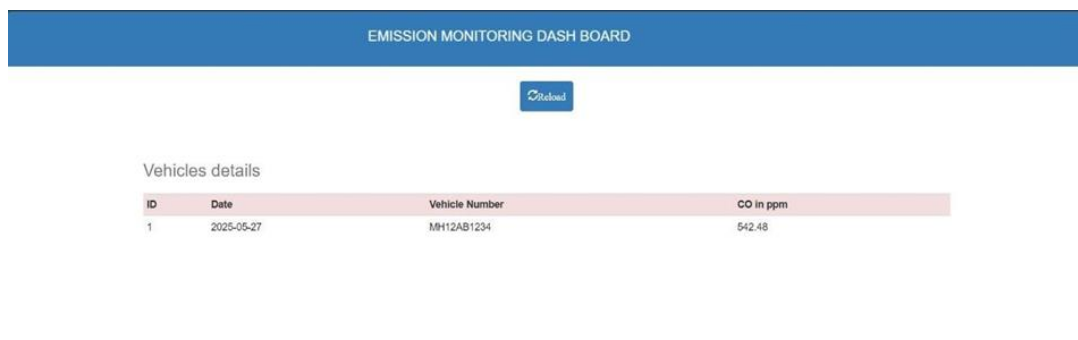 EMISSION MONITORING DASH BOARD
Reload
Vehicles details
ID Date Vehicle Number CO in ppm
1 2025-05-27 MH12AB1234 542.48